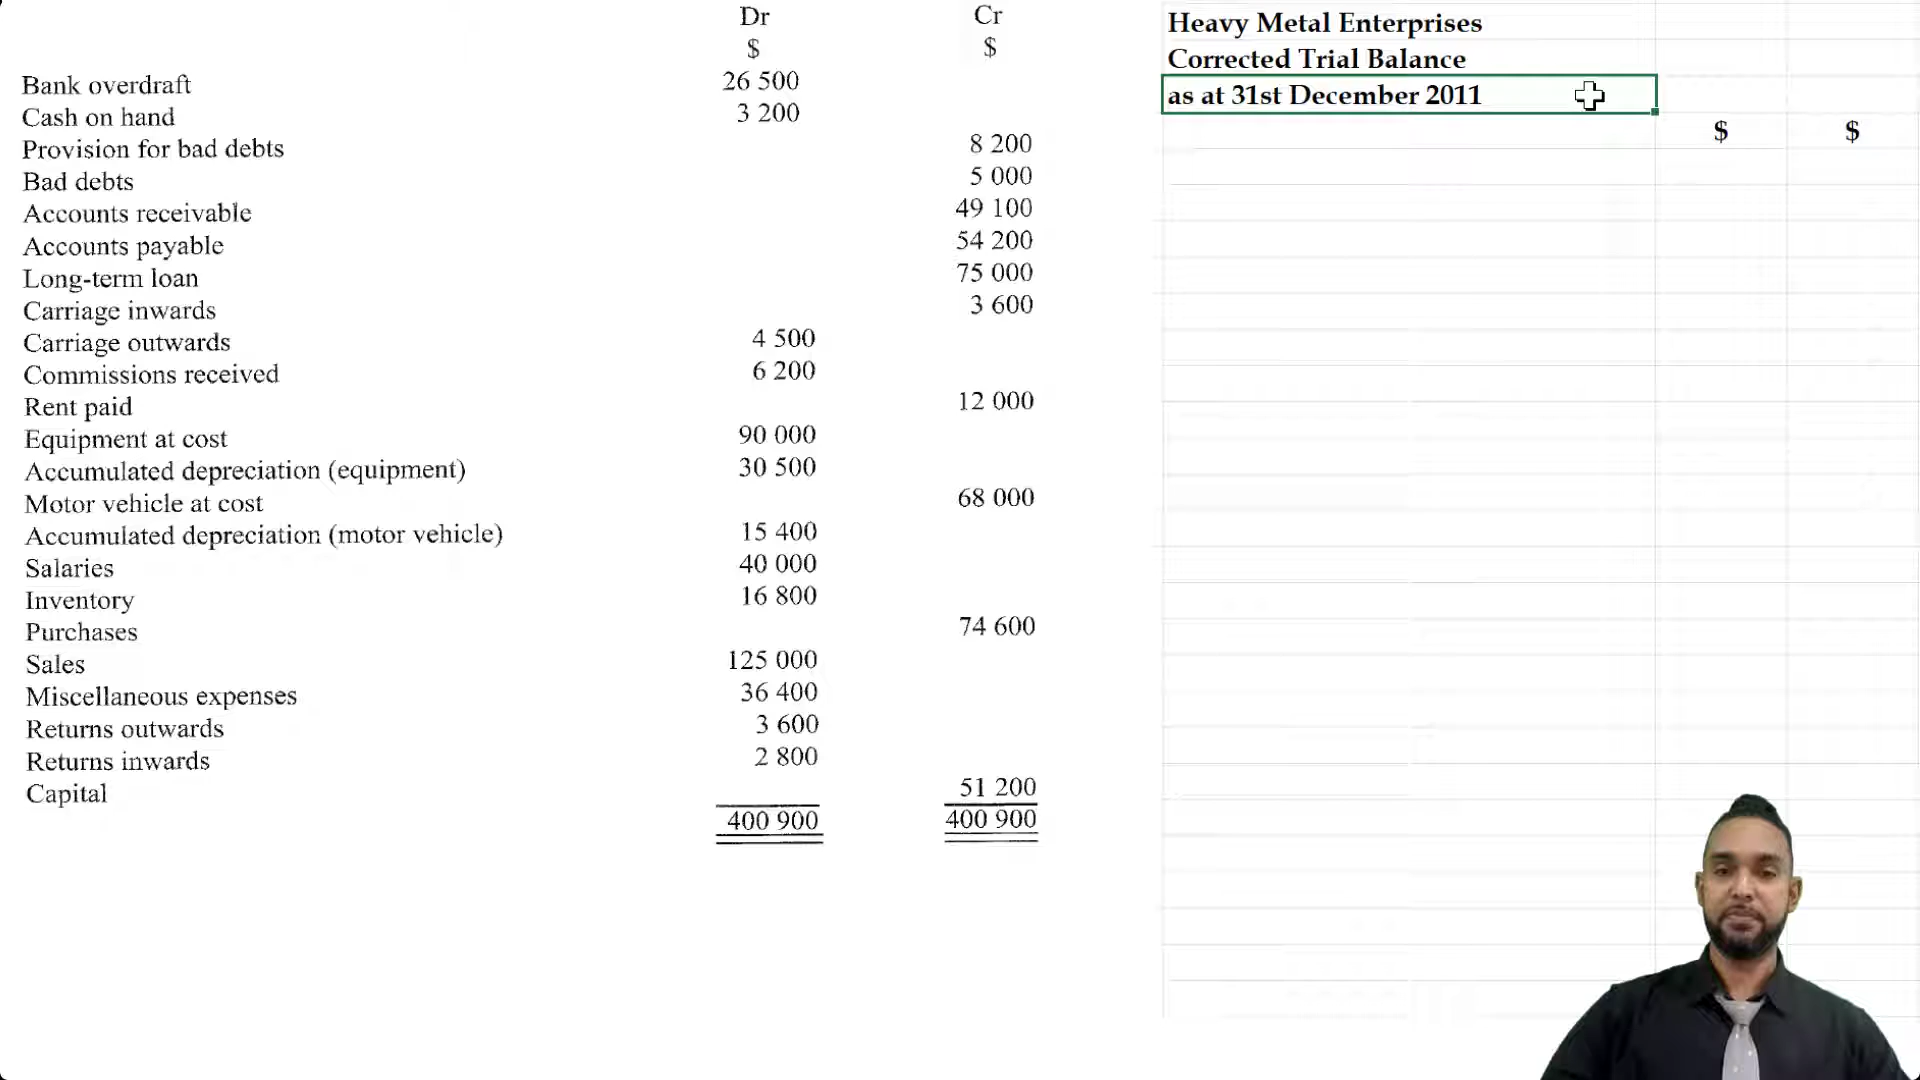 Dr Cr
$ $
Bank overdraft 26 500
Cash on hand 3 200
Provision for bad debts 8 200
Bad debts 5 000
Accounts receivable 49 100
Accounts payable 54 200
Long-term loan 75 000
Carriage inwards 3 600
Carriage outwards 4 500
Commissions received 6 200
Rent paid 12 000
Equipment at cost 90 000
Accumulated depreciation (equipment) 30 500
Motor vehicle at cost 68 000
Accumulated depreciation (motor vehicle) 15 400
Salaries 40 000
Inventory 16 800
Purchases 74 600
Sales 125 000
Miscellaneous expenses 36 400
Returns outwards 3 600
Returns inwards 2 800
Capital 51 200
400 900 400 900
Heavy Metal Enterprises
Corrected Trial Balance
as at 31st December 2011
$ $